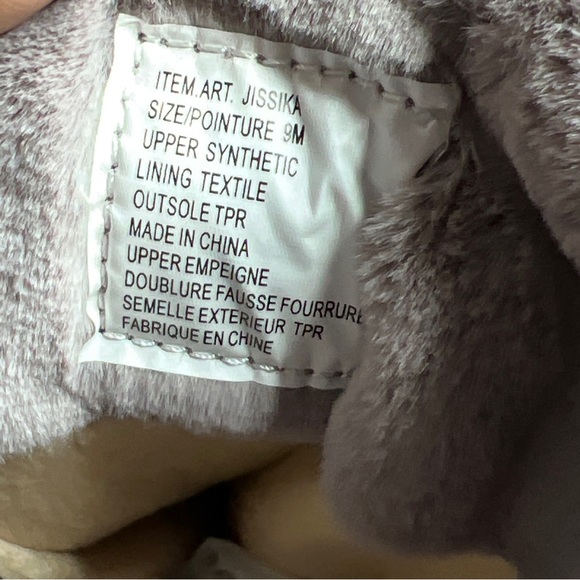 ITEM.ART. JISSIKA
SIZE/POINTURE 9M
UPPER SYNTHETIC
LINING TEXTILE
OUTSOLE TPR
MADE IN CHINA
UPPER EMPEIGNE
DOUBLURE FAUSSE FOURRURE
SEMELLE EXTERIEUR TPR
FABRIQUE EN CHINE